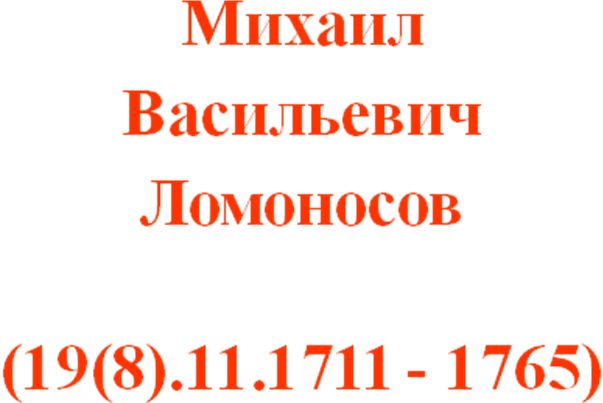 Михаил
Васильевич
Ломоносов
(19(8).11.1711 - 1765)